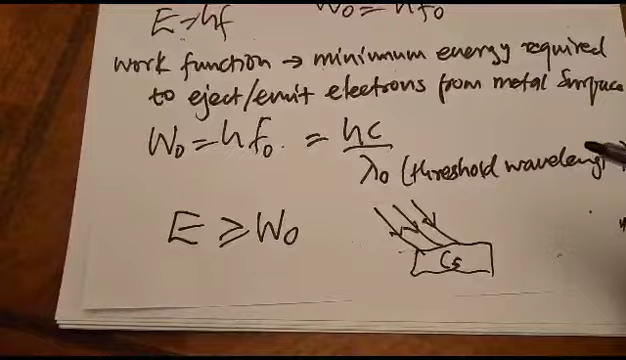 E = hf
W₀ = hf₀
work function → minimum energy required
to eject/emit electrons from metal surface
W₀ = hf₀. = hc
λ₀ (threshold waveleng
E ≥ W₀
Cs